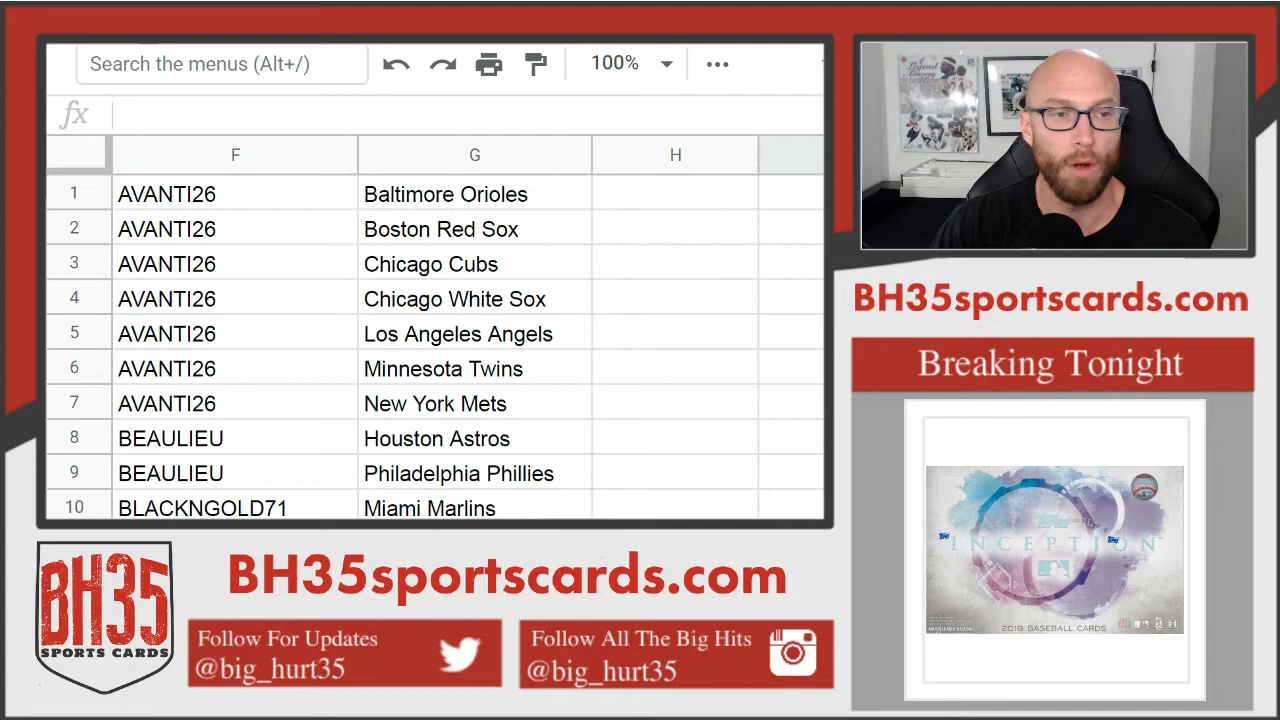 Search the menus (Alt+/)
100%
fx
F G H
1 AVANTI26 Baltimore Orioles
2 AVANTI26 Boston Red Sox
3 AVANTI26 Chicago Cubs
4 AVANTI26 Chicago White Sox
5 AVANTI26 Los Angeles Angels
6 AVANTI26 Minnesota Twins
7 AVANTI26 New York Mets
8 BEAULIEU Houston Astros
9 BEAULIEU Philadelphia Phillies
10 BLACKNGOLD71 Miami Marlins
BH35sportscards.com
Breaking Tonight
Topps
INCEPTION
2019 BASEBALL CARDS
BH35
SPORTS CARDS
BH35sportscards.com
Follow For Updates
@big_hurt35
Follow All The Big Hits
@big_hurt35